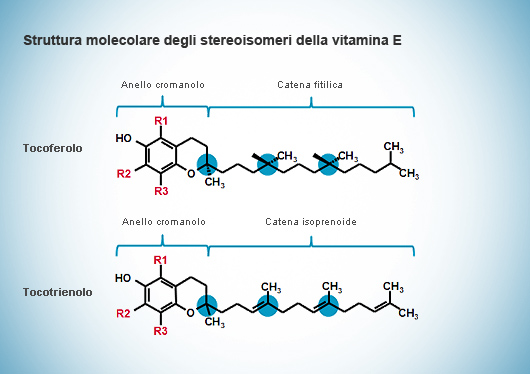 Struttura molecolare degli stereoisomeri della vitamina E
Anello cromanolo
Catena fitilica
Tocoferolo
R1
HO
R2
R3
O
CH3
CH3
CH3
CH3
CH3
Anello cromanolo
Catena isoprenoide
Tocotrienolo
R1
HO
R2
R3
O
CH3
CH3
CH3
CH3
CH3